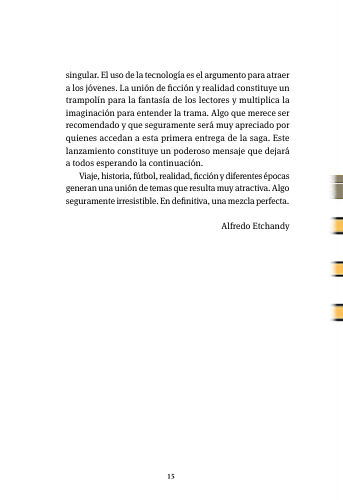 singular. El uso de la tecnología es el argumento para atraer
a los jóvenes. La unión de ficción y realidad constituye un
trampolín para la fantasía de los lectores y multiplica la
imaginación para entender la trama. Algo que merece ser
recomendado y que seguramente será muy apreciado por
quienes accedan a esta primera entrega de la saga. Este
lanzamiento constituye un poderoso mensaje que dejará
a todos esperando la continuación.
Viaje, historia, fútbol, realidad, ficción y diferentes épocas
generan una unión de temas que resulta muy atractiva. Algo
seguramente irresistible. En definitiva, una mezcla perfecta.
Alfredo Etchandy
15